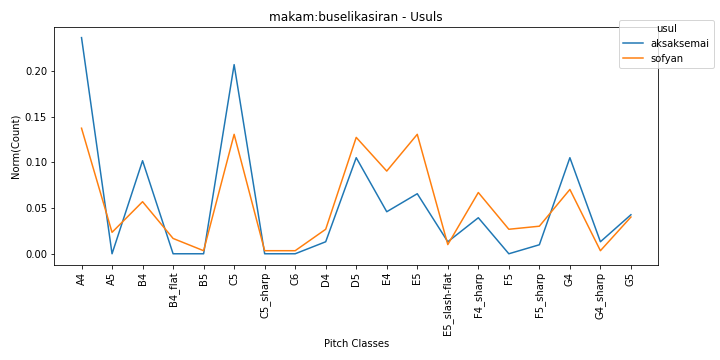 makam:buselikasiran - Usuls
usul
aksaksemai
sofyan
Norm(Count)
0.20
0.15
0.10
0.05
0.00
A4
A5
B4
B4_flat
B5
C5
C5_sharp
C6
D4
D5
E4
E5
E5_slash-flat
F4_sharp
F5
F5_sharp
G4
G4_sharp
G5
Pitch Classes